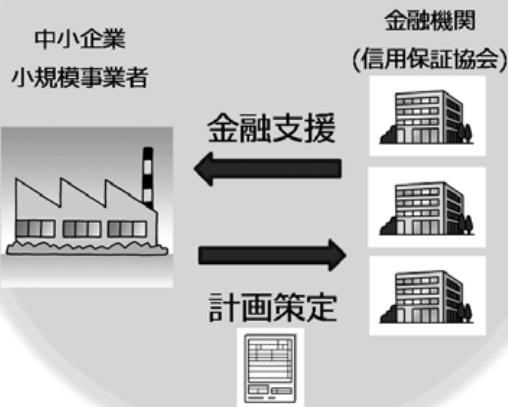 中小企業
小規模事業者
金融機関
(信用保証協会)
金融支援
計画策定